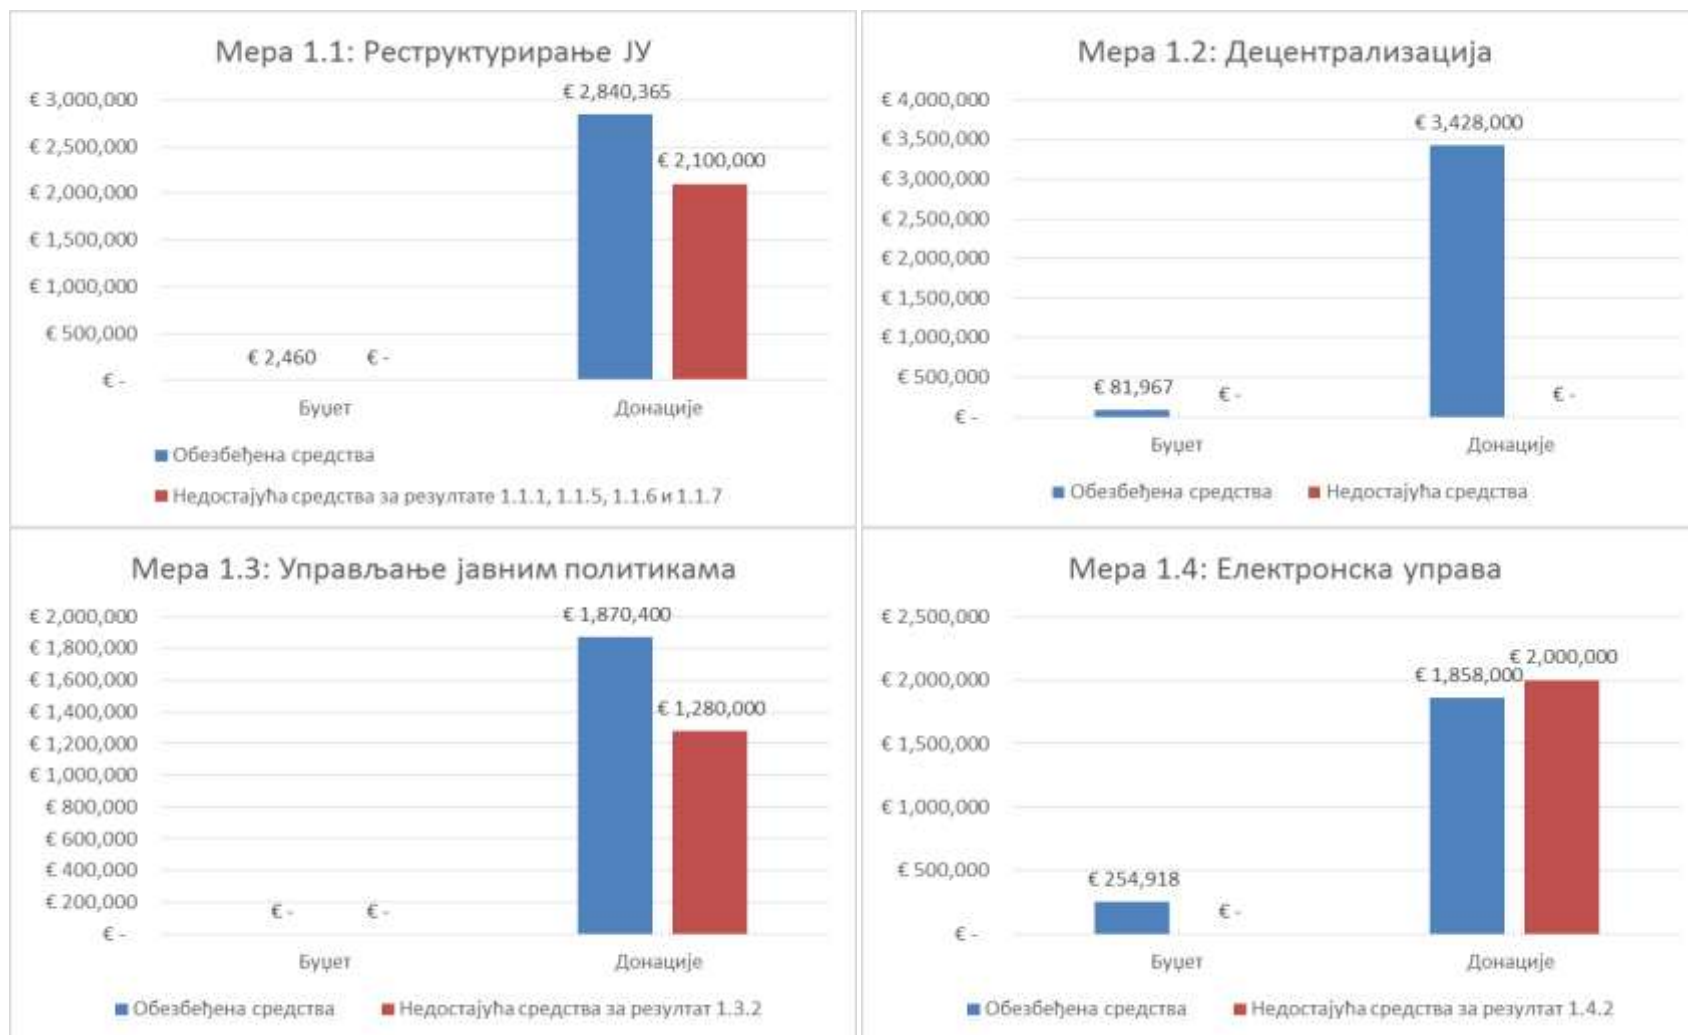 Мера 1.1: Реструктурирање ЈУ
€ 3,000,000
€ 2,500,000
€ 2,000,000
€ 1,500,000
€ 1,000,000
€ 500,000
€ -
€ 2,460
€ -
€ 2,840,365
€ 2,100,000
Буџет
Донације
Обезбеђена средства
Недостајућа средства за резултате 1.1.1, 1.1.5, 1.1.6 и 1.1.7
Мера 1.2: Децентрализација
€ 4,000,000
€ 3,500,000
€ 3,000,000
€ 2,500,000
€ 2,000,000
€ 1,500,000
€ 1,000,000
€ 500,000
€ -
€ 81,967
€ -
€ 3,428,000
€ -
Буџет
Донације
Обезбеђена средства
Недостајућа средства
Мера 1.3: Управљање јавним политикама
€ 2,000,000
€ 1,800,000
€ 1,600,000
€ 1,400,000
€ 1,200,000
€ 1,000,000
€ 800,000
€ 600,000
€ 400,000
€ 200,000
€ -
€ -
€ -
€ 1,870,400
€ 1,280,000
Буџет
Донације
Обезбеђена средства
Недостајућа средства за резултат 1.3.2
Мера 1.4: Електронска управа
€ 2,500,000
€ 2,000,000
€ 1,500,000
€ 1,000,000
€ 500,000
€ -
€ 254,918
€ -
€ 1,858,000
€ 2,000,000
Буџет
Донације
Обезбеђена средства
Недостајућа средства за резултат 1.4.2